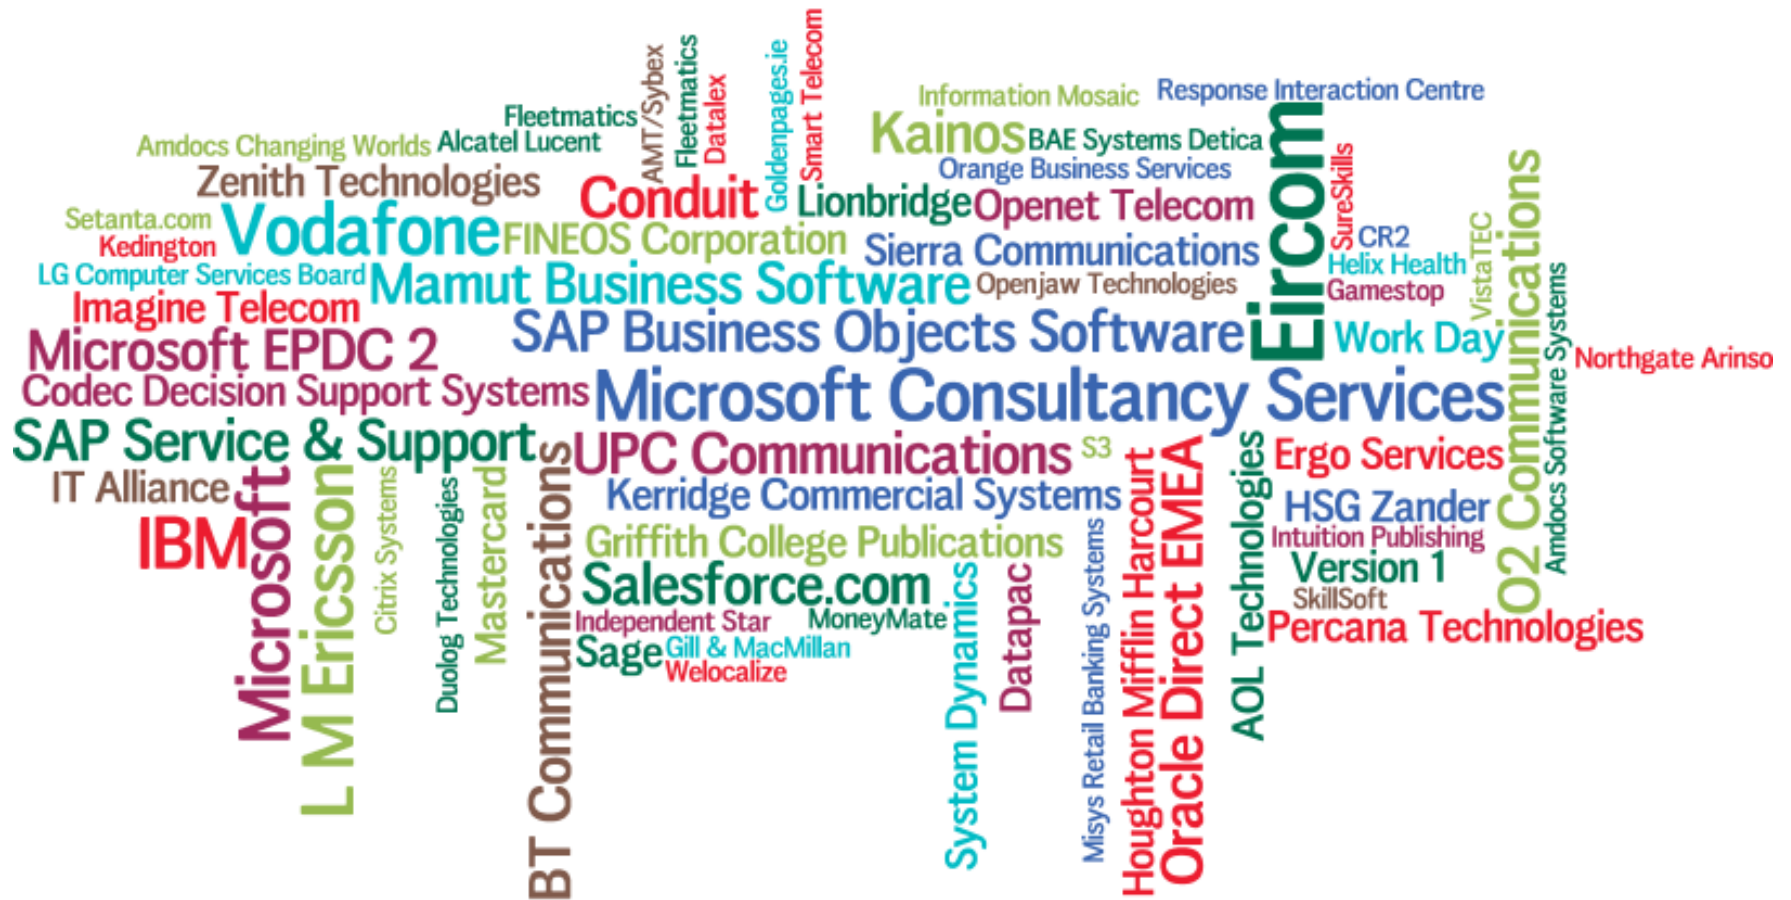 Smart Telecom
Goldenpages.ie
Fleetmatics
AMT/Sybex
Datalex
Fleetmatics
Information Mosaic
Response Interaction Centre
Amdocs Changing Worlds
Alcatel Lucent
Kainos
BAE Systems Detica
Eircom
Zenith Technologies
Conduit
Lionbridge
Orange Business Services
Openet Telecom
SureSkills
O2 Communications
Setanta.com
Vodafone
FINEOS Corporation
Sierra Communications
CR2
VistaTEC
Kedington
Helix Health
LG Computer Services Board
Mamut Business Software
Openjaw Technologies
Gamestop
Amdocs Software Systems
Imagine Telecom
SAP Business Objects Software
Work Day
Microsoft EPDC 2
Northgate Arinso
Codec Decision Support Systems
Microsoft Consultancy Services
SAP Service & Support
UPC Communications
S3
Ergo Services
IT Alliance
Microsoft
L M Ericsson
Citrix Systems
Duolog Technologies
Mastercard
BT Communications
Kerridge Commercial Systems
Houghton Mifflin Harcourt
Oracle Direct EMEA
AOL Technologies
HSG Zander
IBM
Griffith College Publications
Misys Retail Banking Systems
Intuition Publishing
Salesforce.com
System Dynamics
Datapac
Version 1
SkillSoft
Independent Star
MoneyMate
Percana Technologies
Sage
Gill & MacMillan
Welocalize